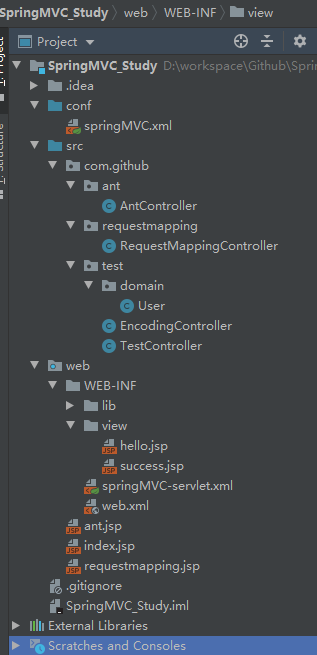 SpringMVC_Study web WEB-INF view
Project
1: Project
SpringMVC_Study D:\workspace\Github\Sprin
.idea
conf
springMVC.xml
src
com.github
ant
AntController
requestmapping
RequestMappingController
test
domain
User
EncodingController
TestController
web
WEB-INF
lib
view
hello.jsp
success.jsp
springMVC-servlet.xml
web.xml
ant.jsp
index.jsp
requestmapping.jsp
.gitignore
SpringMVC_Study.iml
External Libraries
Scratches and Consoles